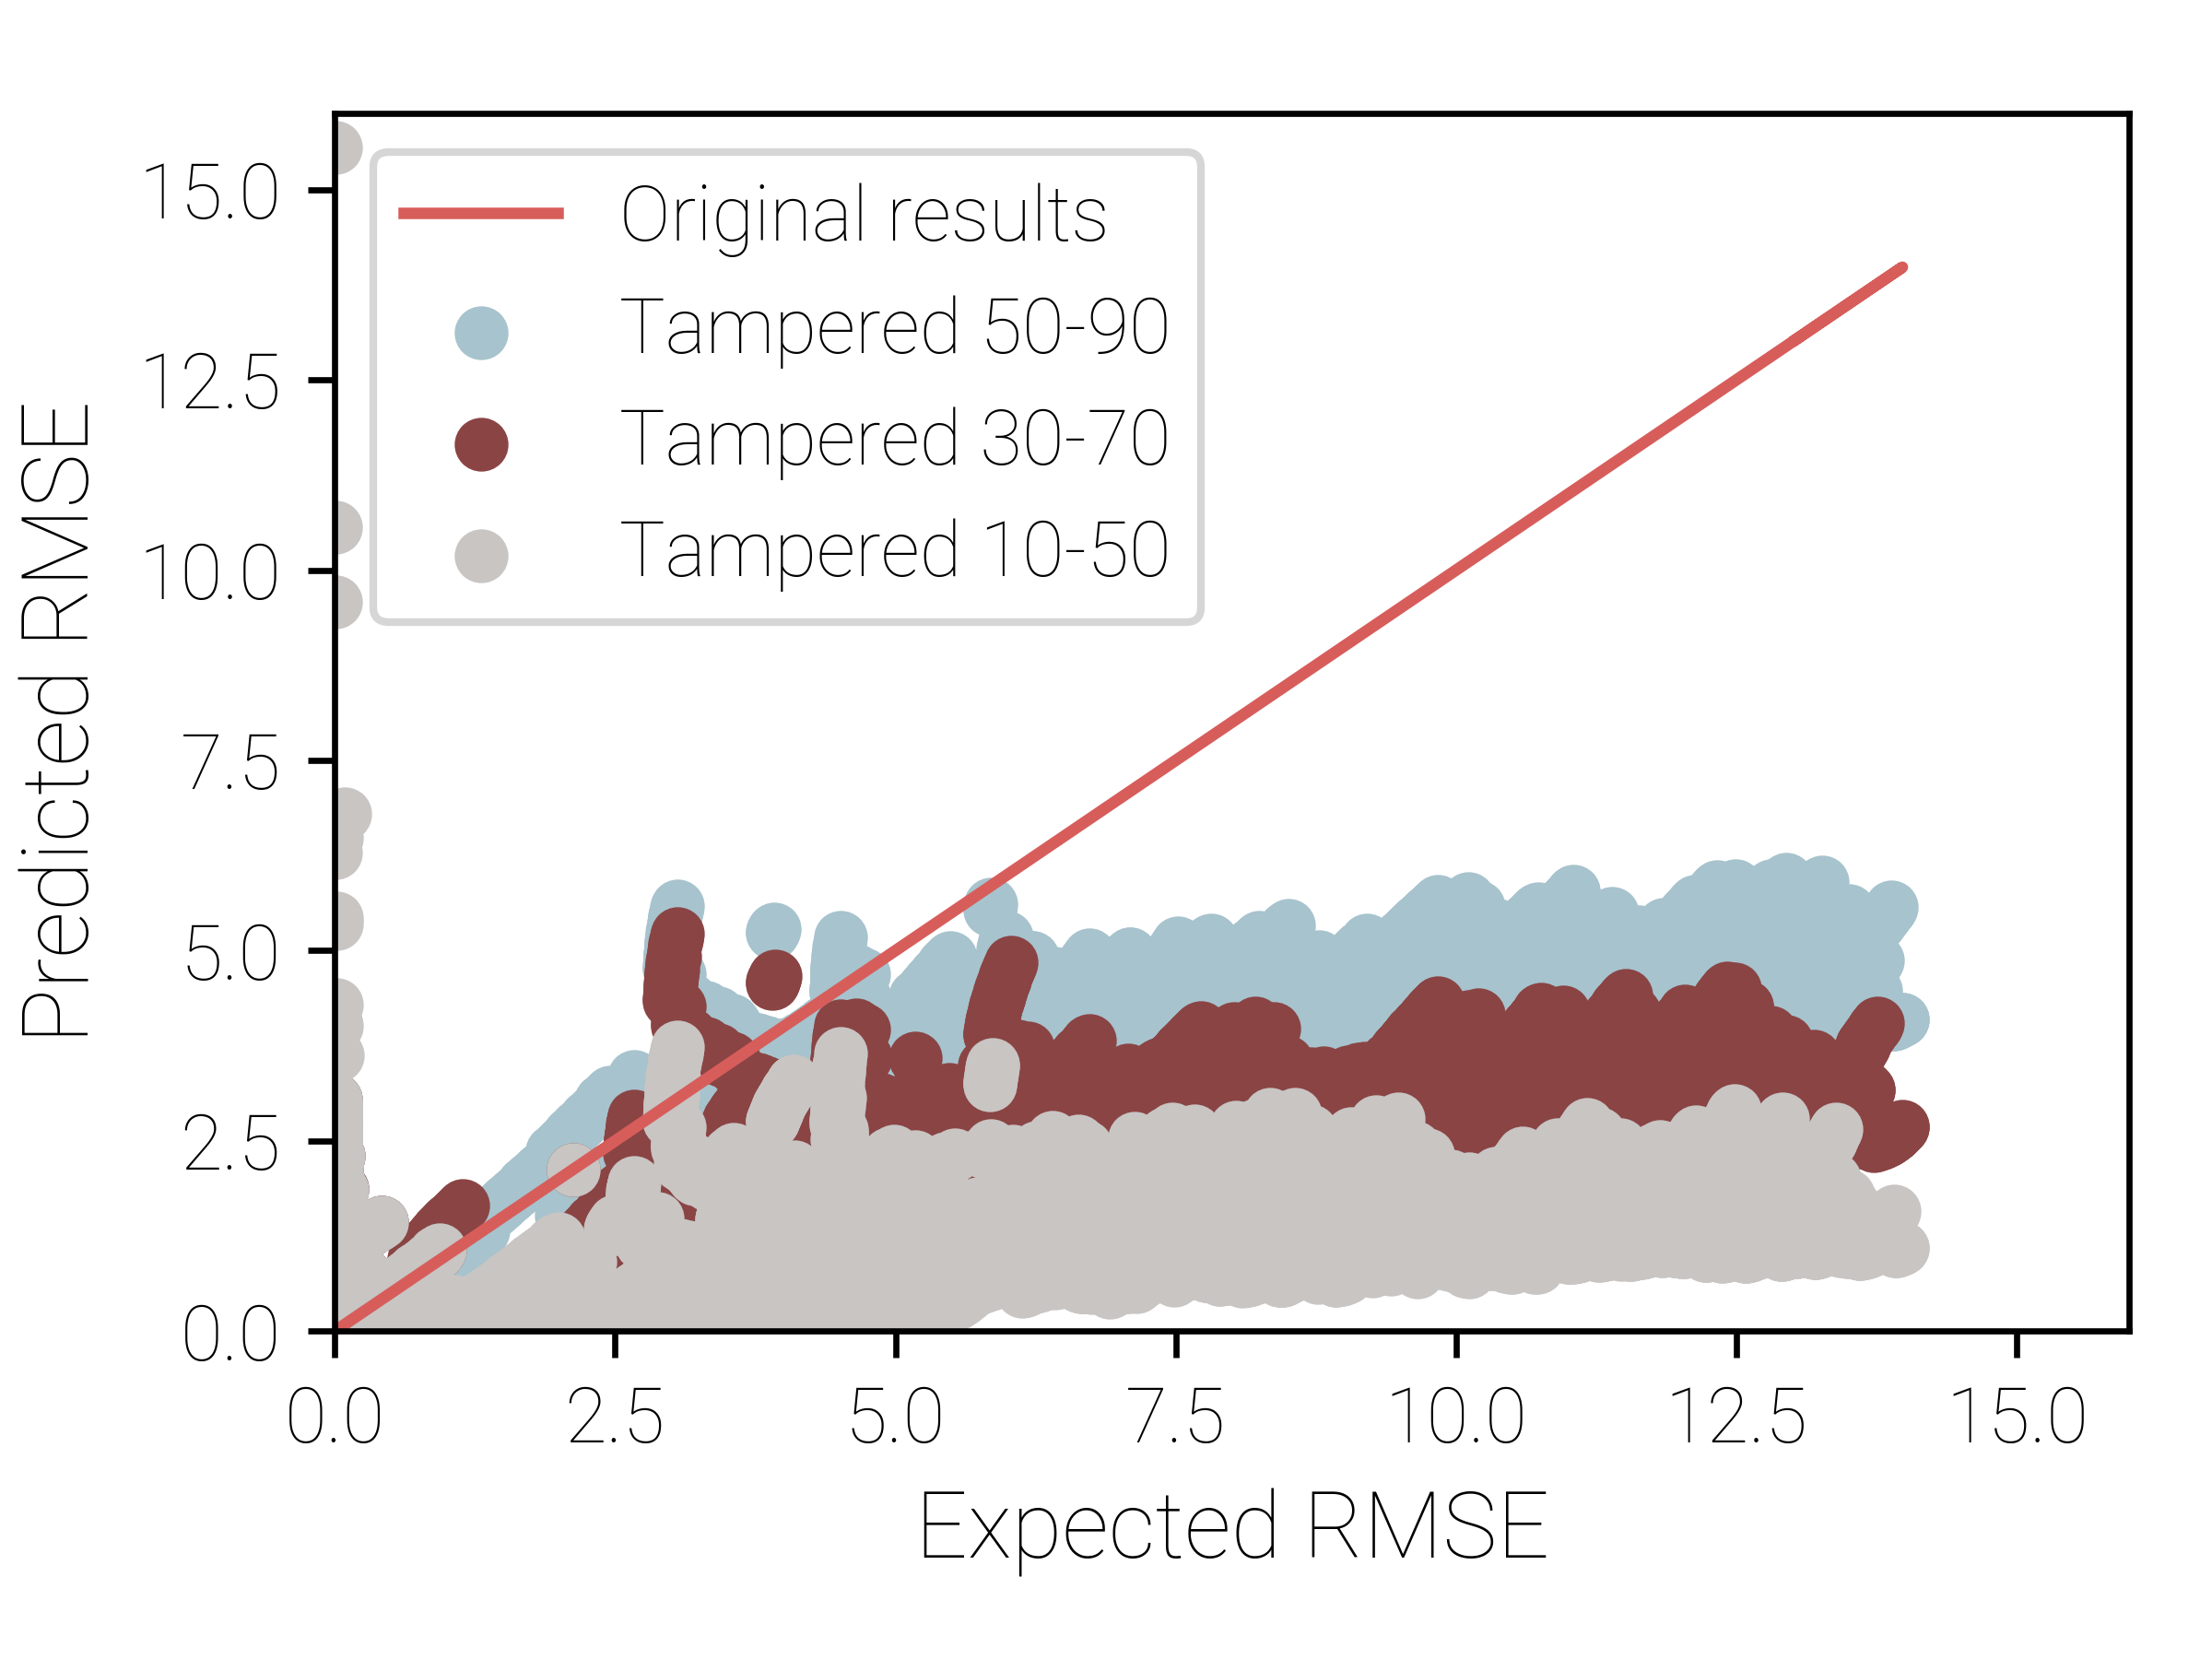 Original results
Tampered 50-90
Tampered 30-70
Tampered 10-50
15.0
12.5
10.0
7.5
5.0
2.5
0.0
Predicted RMSE
0.0 2.5 5.0 7.5 10.0 12.5 15.0
Expected RMSE